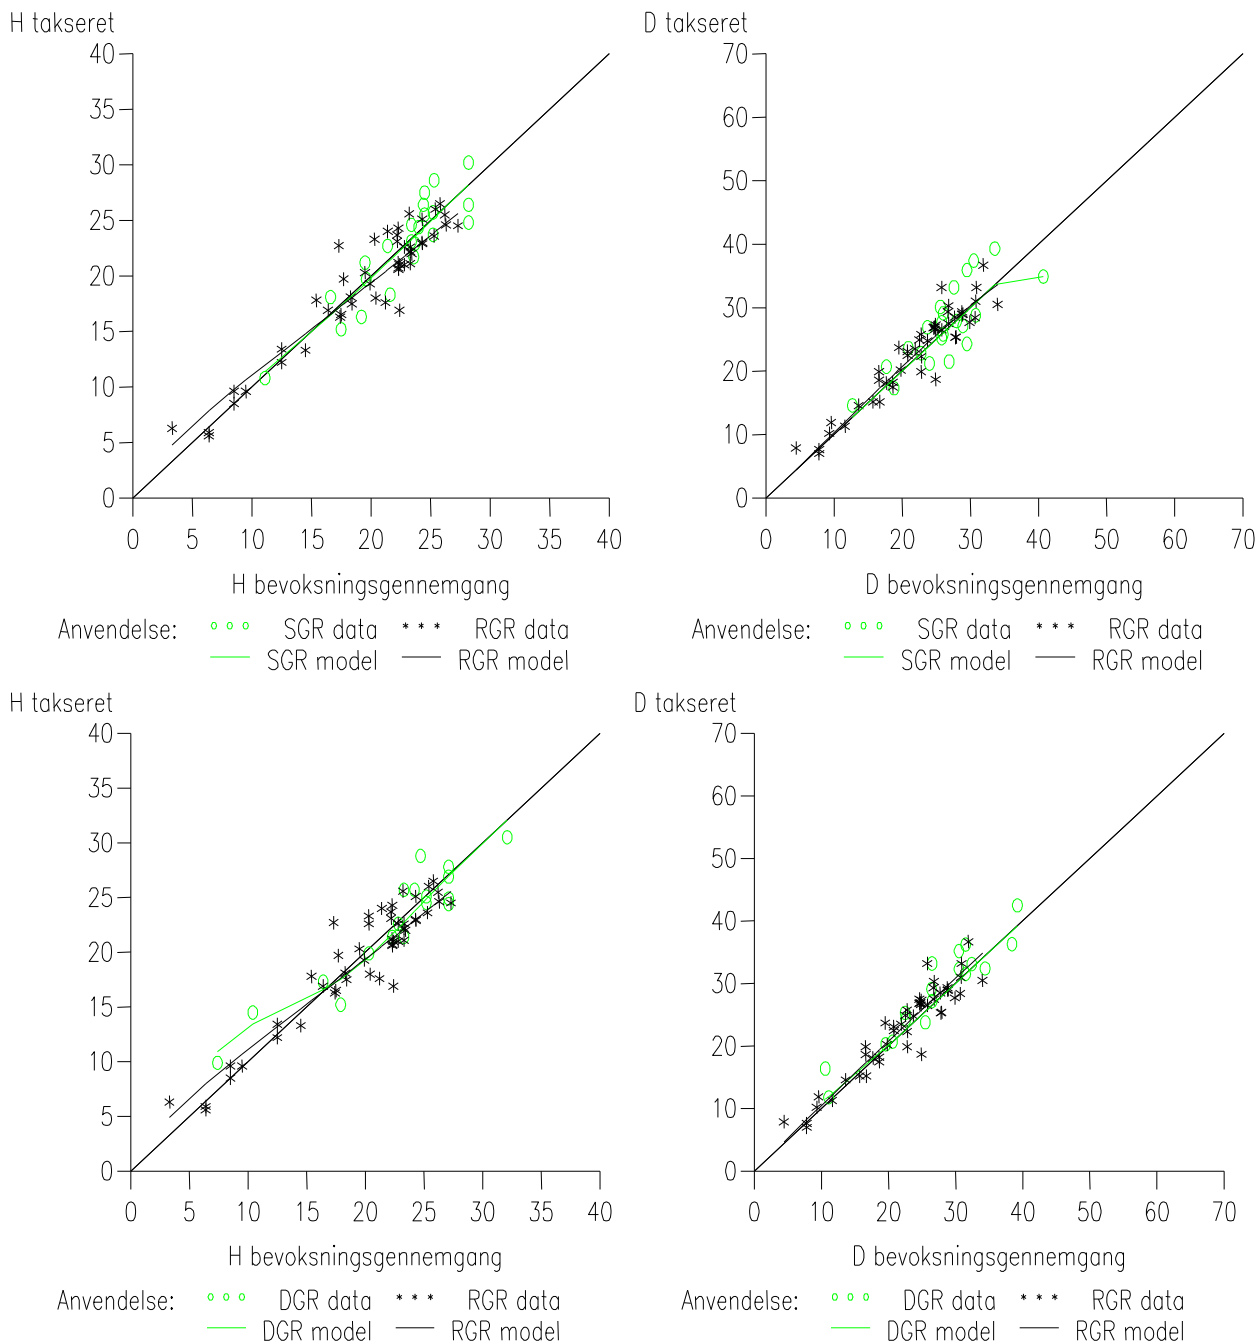 H takseret
40
35
30
25
20
15
10
5
0
0 5 10 15 20 25 30 35 40
H bevoksningsgennemgang
Anvendelse: SGR data * * * RGR data
SGR model RGR model
D takseret
70
60
50
40
30
20
10
0
0 10 20 30 40 50 60 70
D bevoksningsgennemgang
Anvendelse: SGR data * * * RGR data
SGR model RGR model
H takseret
40
35
30
25
20
15
10
5
0
0 5 10 15 20 25 30 35 40
H bevoksningsgennemgang
Anvendelse: DGR data * * * RGR data
DGR model RGR model
D takseret
70
60
50
40
30
20
10
0
0 10 20 30 40 50 60 70
D bevoksningsgennemgang
Anvendelse: DGR data * * * RGR data
DGR model RGR model